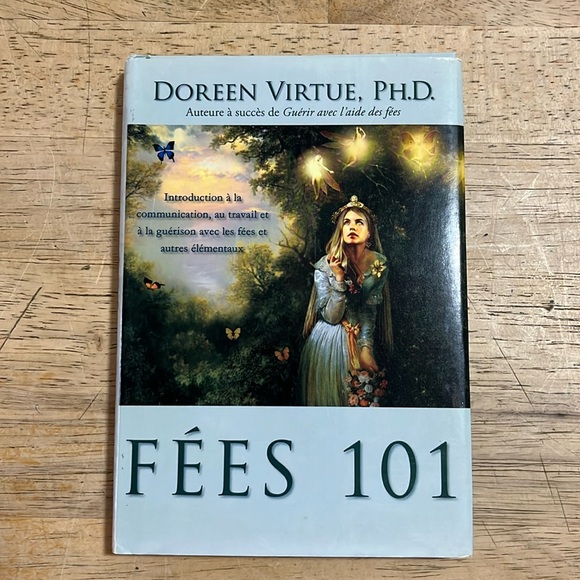 DOREEN VIRTUE, PH.D.
Auteure à succès de Guérir avec l'aide des fées
Introduction à la
communication, au travail et
à la guérison avec les fées et
autres élémentaux
FÉES 101